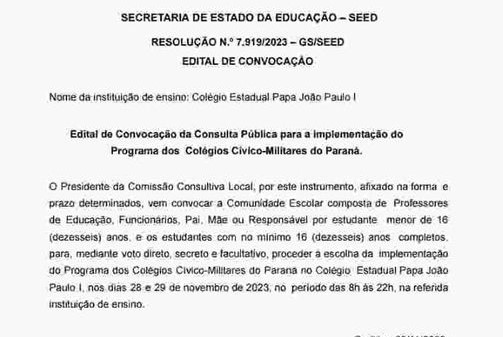 SECRETARIA DE ESTADO DA EDUCAÇÃO – SEED
RESOLUÇÃO N.º 7.919/2023 – GS/SEED
EDITAL DE CONVOCAÇÃO
Nome da instituição de ensino: Colégio Estadual Papa João Paulo I
Edital de Convocação da Consulta Pública para a implementação do
Programa dos Colégios Cívico-Militares do Paraná.
O Presidente da Comissão Consultiva Local, por este instrumento, afixado na forma e
prazo determinados, vem convocar a Comunidade Escolar composta de Professores
de Educação, Funcionários, Pai, Mãe ou Responsável por estudante menor de 16
(dezesseis) anos, e os estudantes com no mínimo 16 (dezesseis) anos completos,
para, mediante voto direto, secreto e facultativo, proceder à escolha da implementação
do Programa dos Colégios Cívico-Militares do Paraná no Colégio Estadual Papa João
Paulo I, nos dias 28 e 29 de novembro de 2023, no período das 8h às 22h, na referida
instituição de ensino.